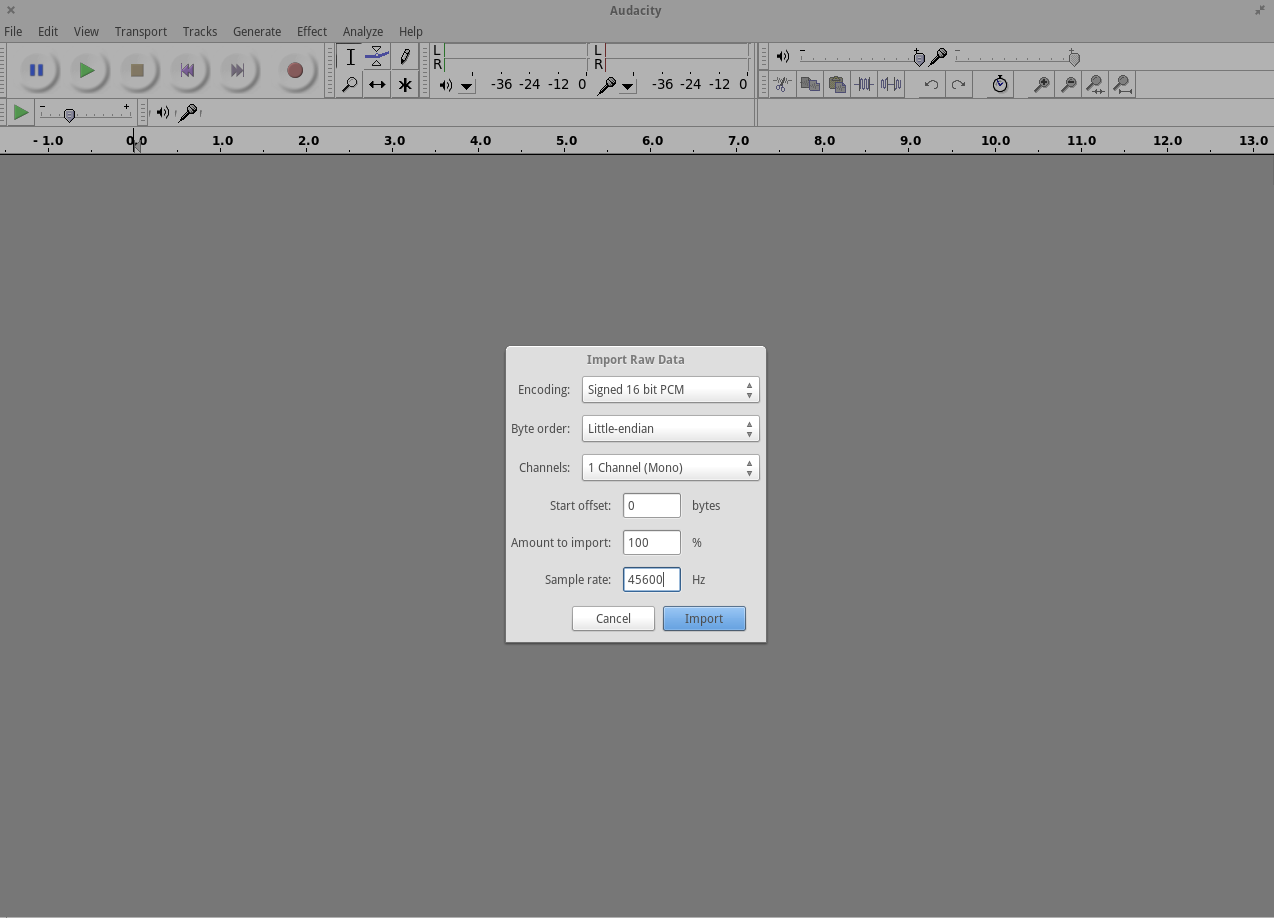 Audacity
File Edit View Transport Tracks Generate Effect Analyze Help
L
R
L
R
-36 -24 -12 0
-36 -24 -12 0
- 1.0 0.0 1.0 2.0 3.0 4.0 5.0 6.0 7.0 8.0 9.0 10.0 11.0 12.0 13.0
Import Raw Data
Encoding: Signed 16 bit PCM
Byte order: Little-endian
Channels: 1 Channel (Mono)
Start offset: 0 bytes
Amount to import: 100 %
Sample rate: 45600 Hz
Cancel Import